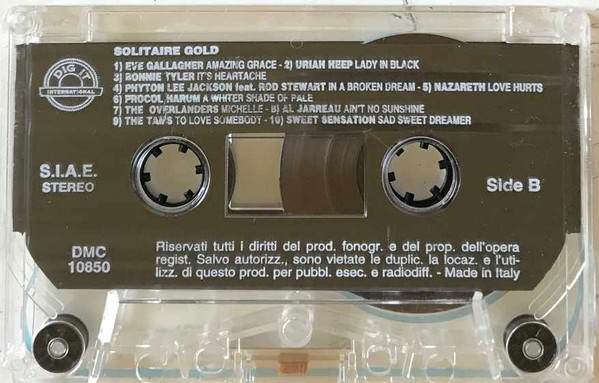 SOLITAIRE GOLD
1) EVE GALLAGHER AMAZING GRACE - 2) URIAH HEEP LADY IN BLACK
3) BONNIE TYLER IT'S HEARTACHE
4) PHYTON LEE JACKSON feat. ROD STEWART IN A BROKEN DREAM - 5) NAZARETH LOVE HURTS
6) PROCOL HARUM A WHITER SHADE OF PALE
7) THE OVERLANDERS MICHELLE - 8) AL JARREAU AIN'T NO SUNSHINE
9) THE TAMS TO LOVE SOMEBODY - 10) SWEET SENSATION SAD SWEET DREAMER
DIG IT
INTERNATIONAL
S.I.A.E.
STEREO
Side B
DMC
10850
Riservati tutti i diritti del prod. fonogr. e del prop. dell'opera
regist. Salvo autorizz., sono vietate le duplic. la locaz. e l'uti-
lizz. di questo prod. per pubbl. esec. e radiodiff. - Made in Italy